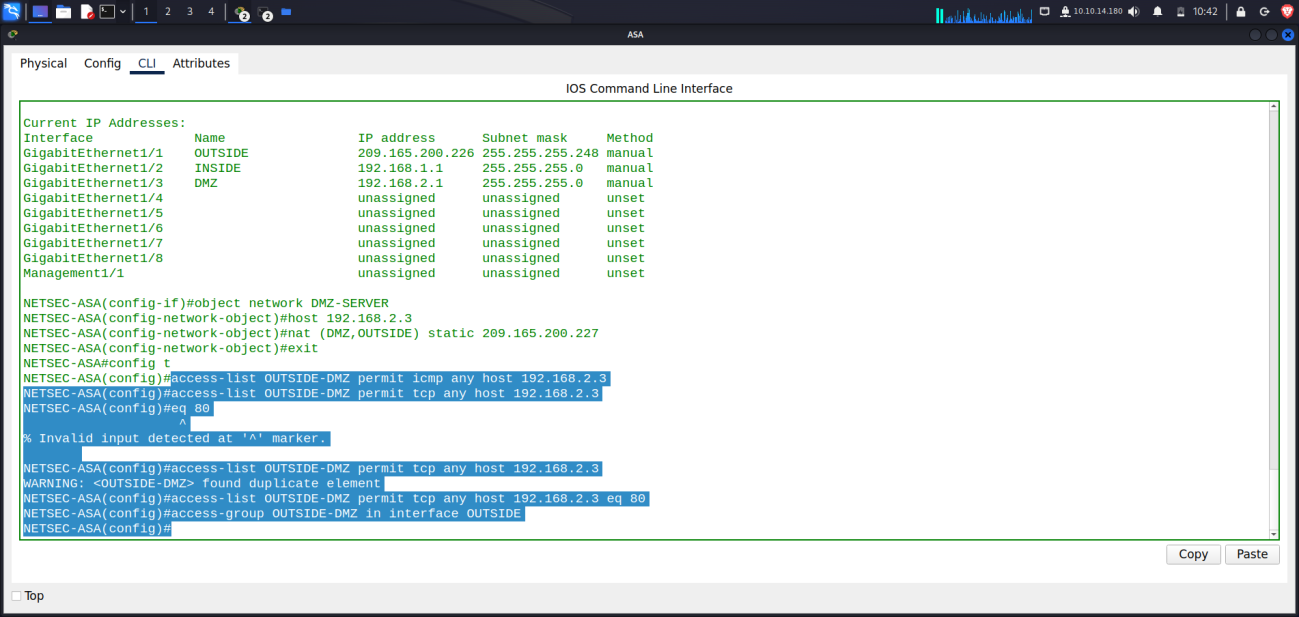 1 2 3 4 2 2 10.10.14.180 10:42
ASA
Physical Config CLI Attributes
IOS Command Line Interface
Current IP Addresses:
Interface Name IP address Subnet mask Method
GigabitEthernet1/1 OUTSIDE 209.165.200.226 255.255.255.248 manual
GigabitEthernet1/2 INSIDE 192.168.1.1 255.255.255.0 manual
GigabitEthernet1/3 DMZ 192.168.2.1 255.255.255.0 manual
GigabitEthernet1/4 unassigned unassigned unset
GigabitEthernet1/5 unassigned unassigned unset
GigabitEthernet1/6 unassigned unassigned unset
GigabitEthernet1/7 unassigned unassigned unset
GigabitEthernet1/8 unassigned unassigned unset
Management1/1 unassigned unassigned unset
NETSEC-ASA(config-if)#object network DMZ-SERVER
NETSEC-ASA(config-network-object)#host 192.168.2.3
NETSEC-ASA(config-network-object)#nat (DMZ,OUTSIDE) static 209.165.200.227
NETSEC-ASA(config-network-object)#exit
NETSEC-ASA#config t
NETSEC-ASA(config)#access-list OUTSIDE-DMZ permit icmp any host 192.168.2.3
NETSEC-ASA(config)#access-list OUTSIDE-DMZ permit tcp any host 192.168.2.3
NETSEC-ASA(config)#eq 80
^
% Invalid input detected at '^' marker.
NETSEC-ASA(config)#access-list OUTSIDE-DMZ permit tcp any host 192.168.2.3
WARNING: <OUTSIDE-DMZ> found duplicate element
NETSEC-ASA(config)#access-list OUTSIDE-DMZ permit tcp any host 192.168.2.3 eq 80
NETSEC-ASA(config)#access-group OUTSIDE-DMZ in interface OUTSIDE
NETSEC-ASA(config)#
Copy Paste
Top